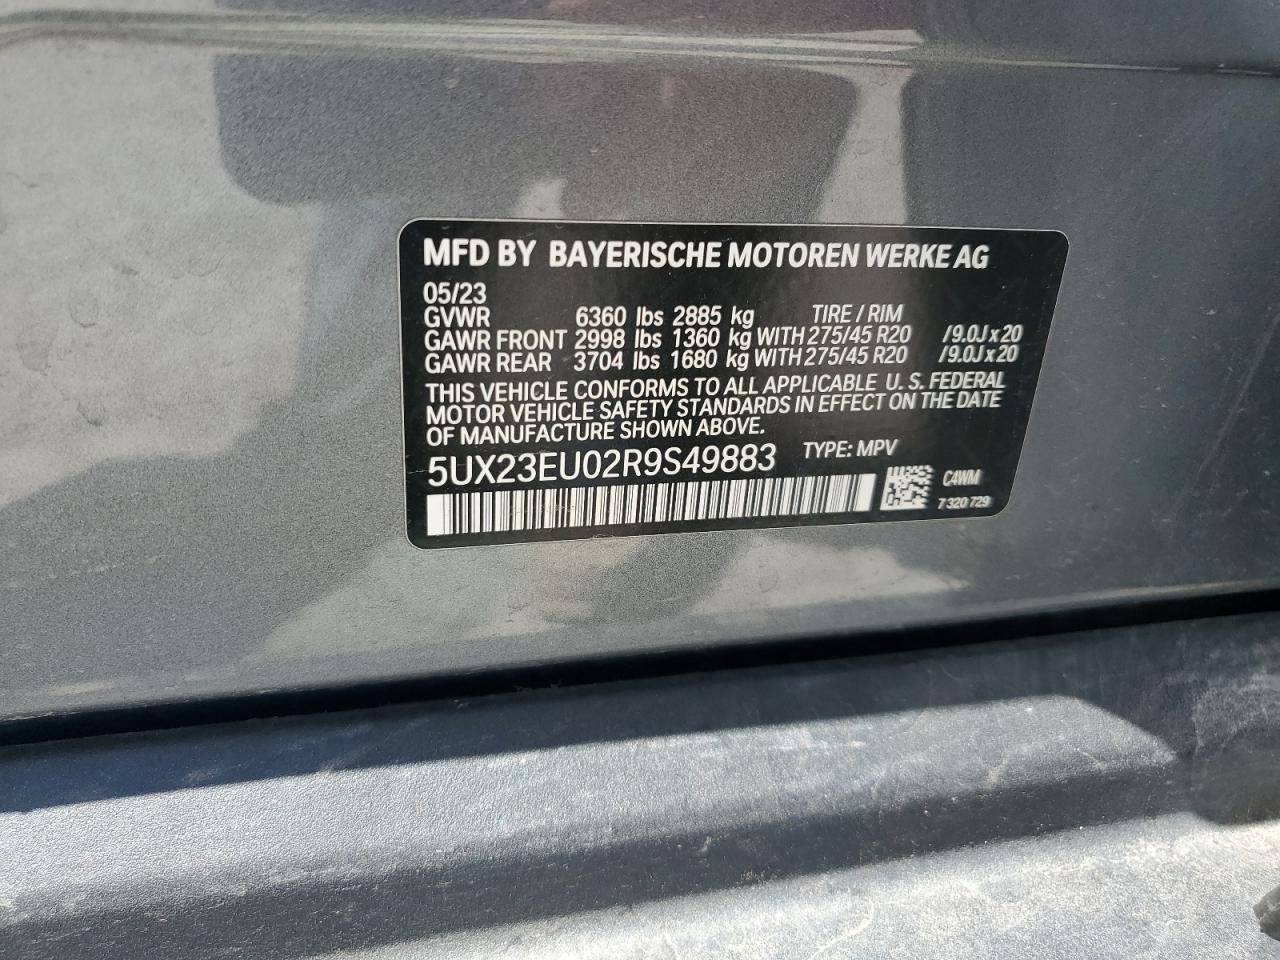 MFD BY BAYERISCHE MOTOREN WERKE AG
05/23
GVWR 6360 lbs 2885 kg TIRE / RIM
GAWR FRONT 2998 lbs 1360 kg WITH 275/45 R20 /9.0J x 20
GAWR REAR 3704 lbs 1680 kg WITH 275/45 R20 /9.0J x 20
THIS VEHICLE CONFORMS TO ALL APPLICABLE U. S. FEDERAL
MOTOR VEHICLE SAFETY STANDARDS IN EFFECT ON THE DATE
OF MANUFACTURE SHOWN ABOVE.
5UX23EU02R9S49883 TYPE: MPV
C4WM
7 320 729